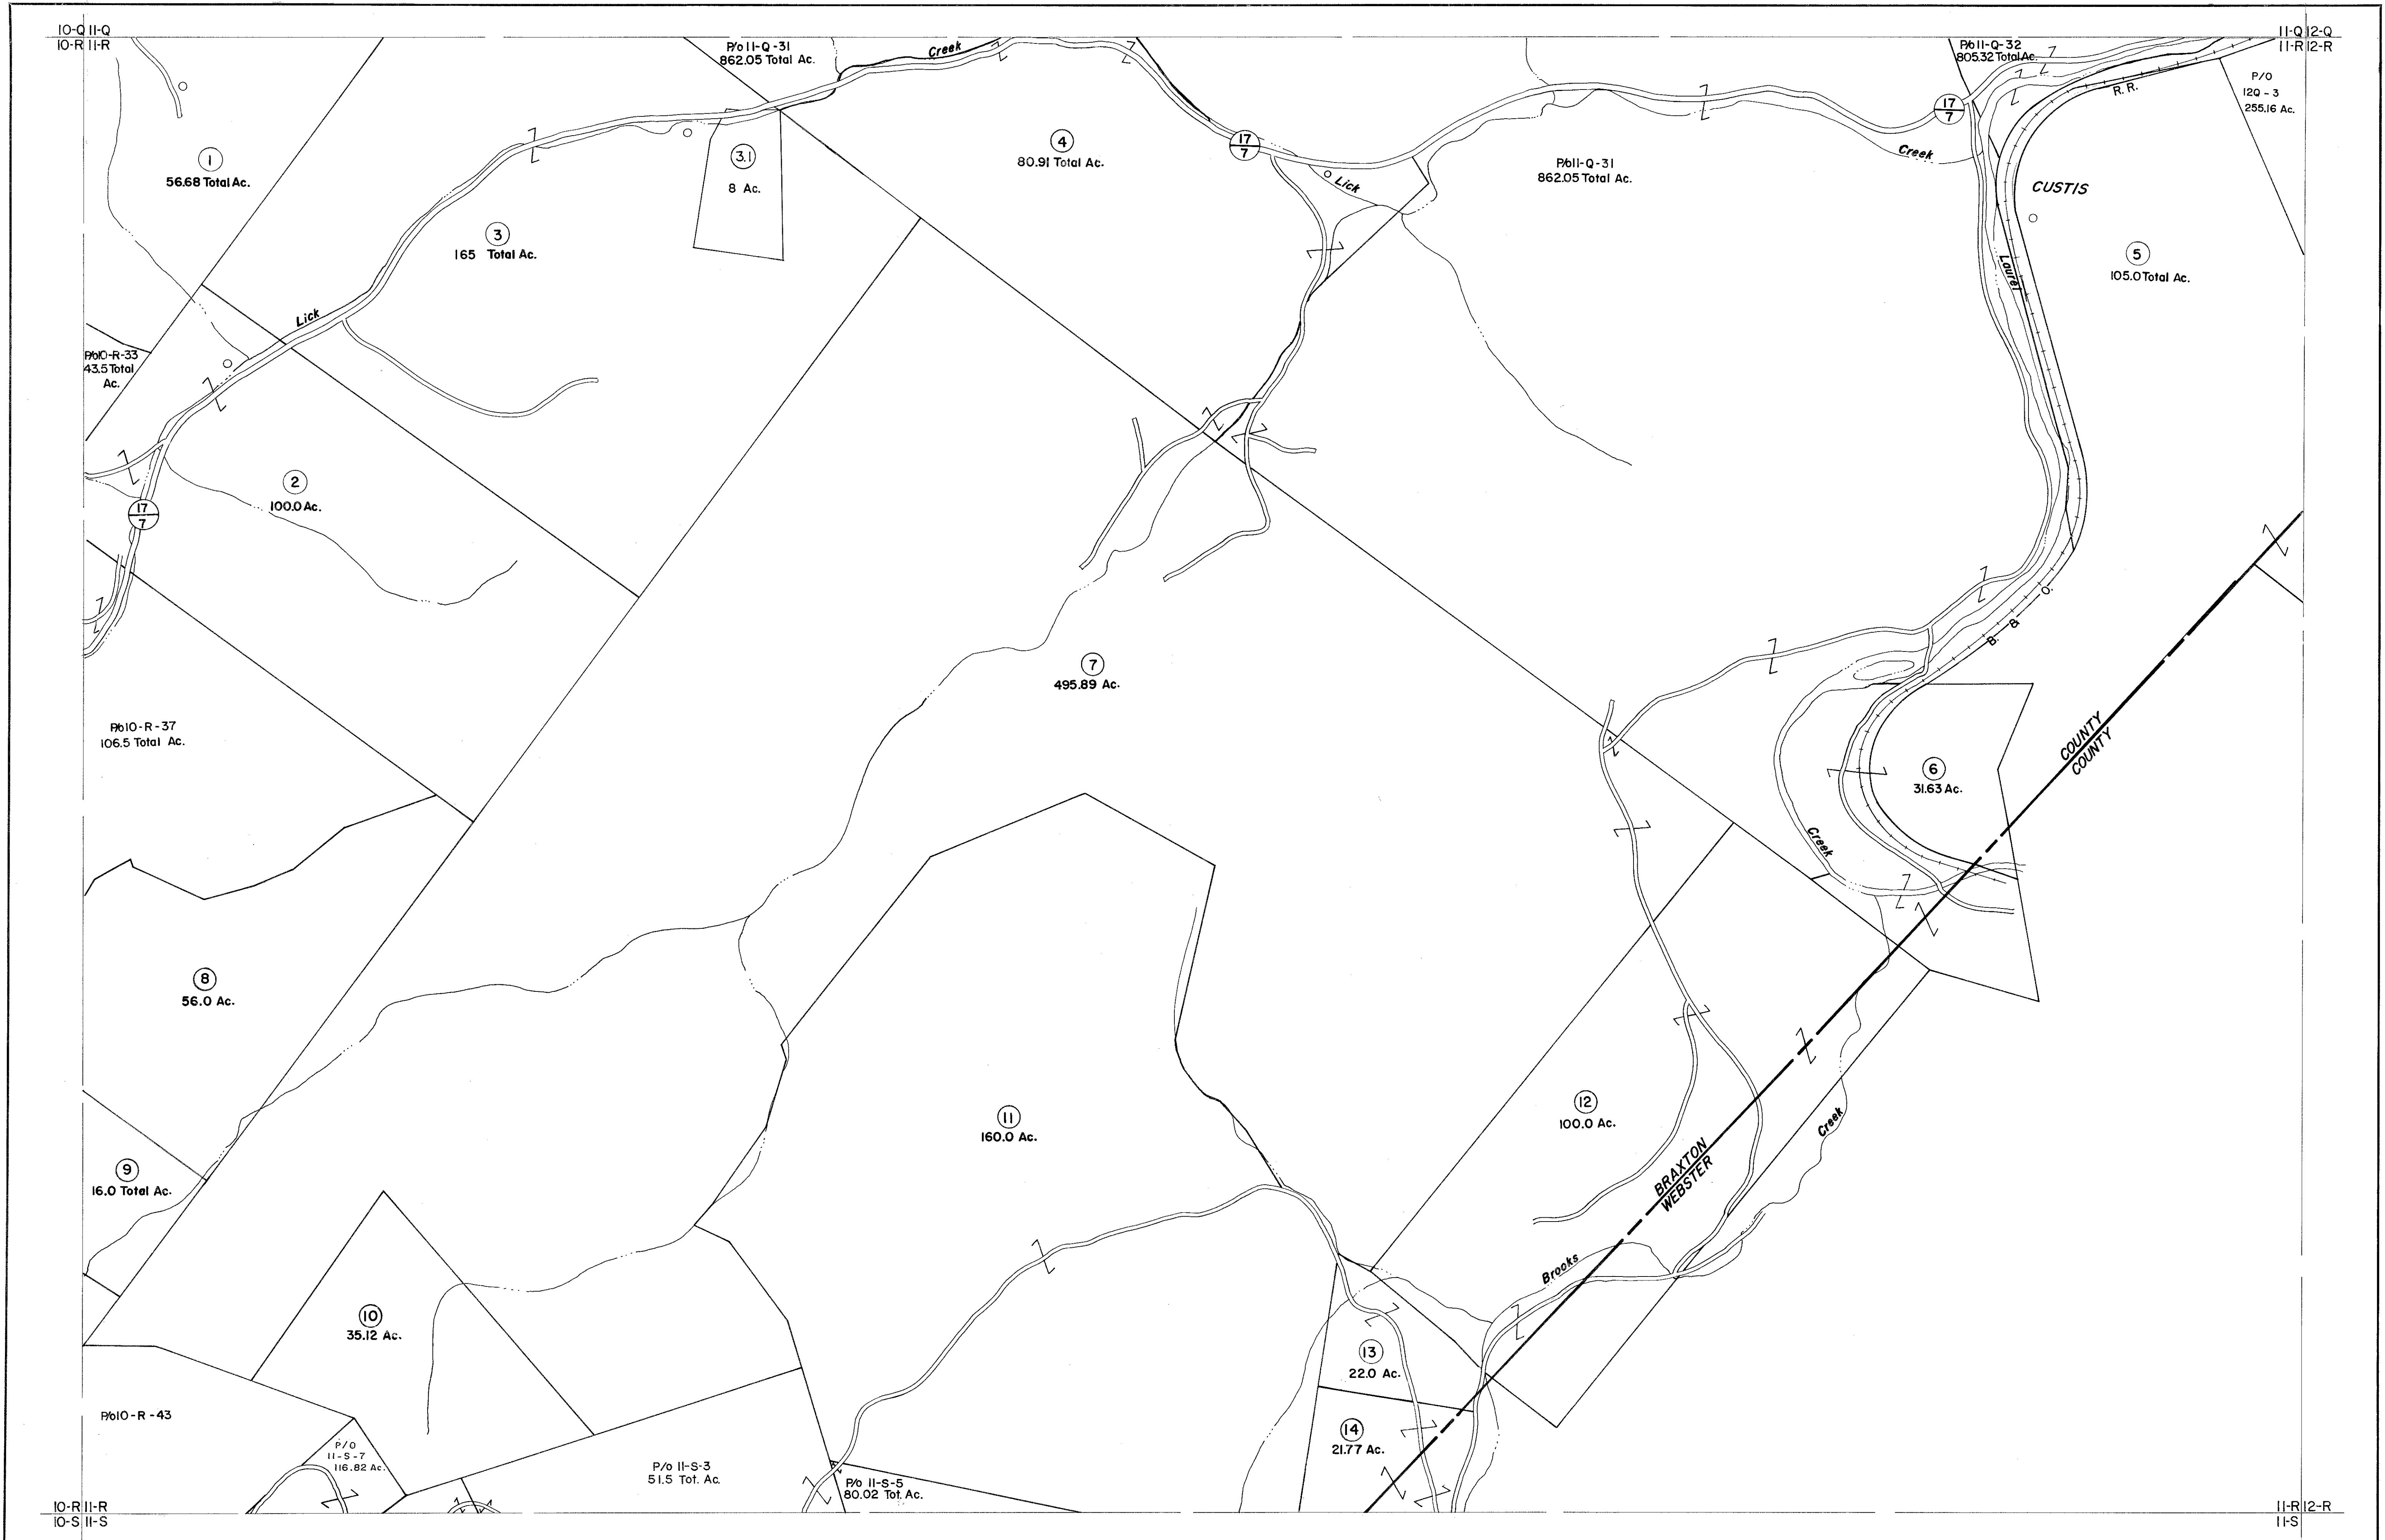 10-Q 11-Q
10-R 11-R
P/o 11-Q-31
862.05 Total Ac.
Creek
P/o 11-Q-32
805.32 Total Ac.
11-Q 12-Q
11-R 12-R
R. R.
P/O
12Q - 3
255.16 Ac.
17
7
1
56.68 Total Ac.
3.1
8 Ac.
4
80.91 Total Ac.
17
7
Lick
P/o 11-Q-31
862.05 Total Ac.
Creek
CUSTIS
3
165 Total Ac.
5
105.0 Total Ac.
Laurel
Lick
P/o 10-R-33
43.5 Total
Ac.
2
100.0 Ac.
17
7
B. & O.
7
495.89 Ac.
P/o 10-R-37
106.5 Total Ac.
COUNTY
COUNTY
6
31.63 Ac.
Creek
8
56.0 Ac.
11
160.0 Ac.
12
100.0 Ac.
Creek
BRAXTON
WEBSTER
9
16.0 Total Ac.
Brooks
10
35.12 Ac.
13
22.0 Ac.
P/o 10-R-43
14
21.77 Ac.
P/O
11-S-7
116.82 Ac.
P/o 11-S-3
51.5 Tot. Ac.
P/o 11-S-5
80.02 Tot. Ac.
10-R 11-R
10-S 11-S
11-R 12-R
11-S